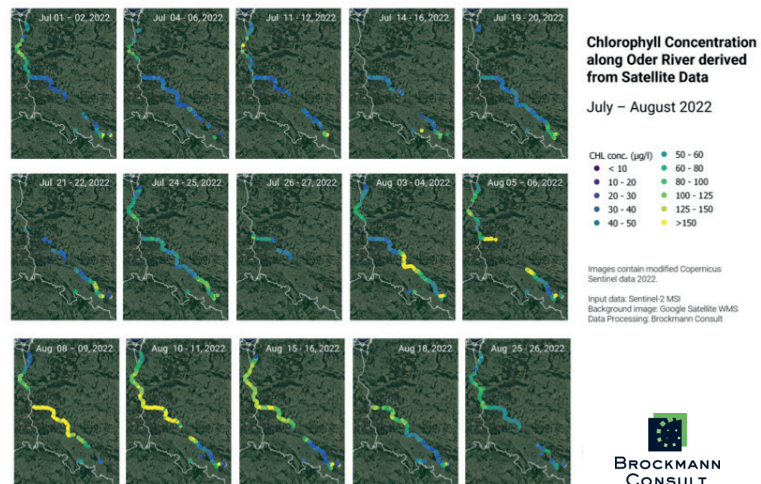 Jul 01 – 02, 2022
Jul 04 - 06, 2022
Jul 11 - 12, 2022
Jul 14 - 16, 2022
Jul 19 - 20, 2022
Jul 21 - 22, 2022
Jul 24 - 25, 2022
Jul 26 - 27, 2022
Aug 03 - 04, 2022
Aug 05 – 06, 2022
Aug 08 – 09, 2022
Aug 10 - 11, 2022
Aug 15 - 16, 2022
Aug 18, 2022
Aug 25 - 26, 2022
Chlorophyll Concentration
along Oder River derived
from Satellite Data
July – August 2022
CHL conc. (µg/l)
< 10
10 - 20
20 - 30
30 - 40
40 - 50
50 - 60
60 - 80
80 - 100
100 - 125
125 - 150
>150
Images contain modified Copernicus
Sentinel data 2022.
Input data: Sentinel-2 MSI
Background image: Google Satellite WMS
Data Processing: Brockmann Consult
BROCKMANN
CONSULT